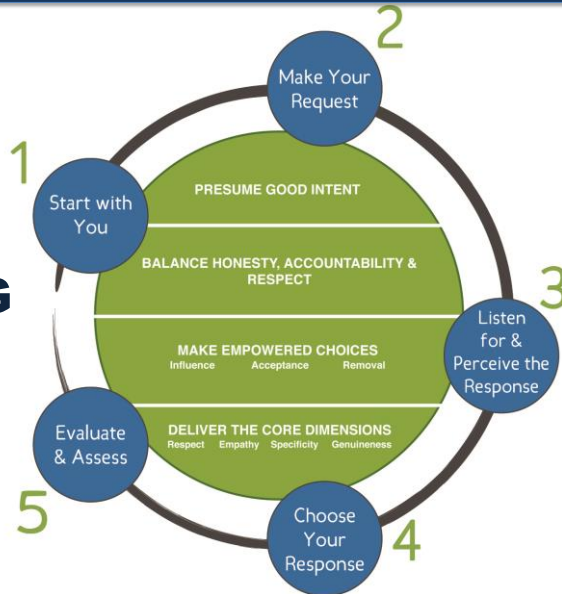 2
Make Your
Request
1
Start with
You
PRESUME GOOD INTENT
BALANCE HONESTY, ACCOUNTABILITY &
RESPECT
G
3
Listen
for &
Perceive the
Response
MAKE EMPOWERED CHOICES
Influence Acceptance Removal
DELIVER THE CORE DIMENSIONS
Respect Empathy Specificity Genuineness
Evaluate
& Assess
5
Choose
Your
Response
4